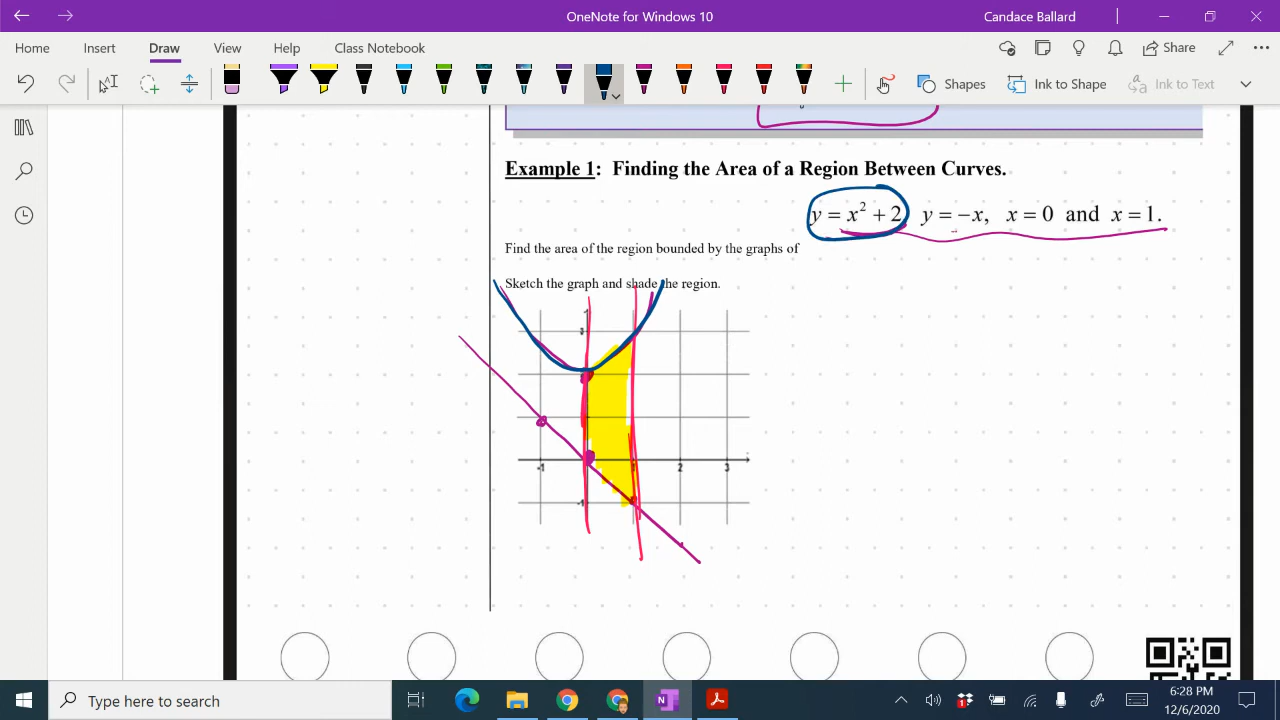 OneNote for Windows 10
Candace Ballard
Home Insert Draw View Help Class Notebook
Share
Shapes Ink to Shape Ink to Text
Example 1: Finding the Area of a Region Between Curves.
y = x² + 2 y = −x, x = 0 and x = 1.
Find the area of the region bounded by the graphs of
Sketch the graph and shade the region.
-1 2 3
Type here to search
6:28 PM
12/6/2020